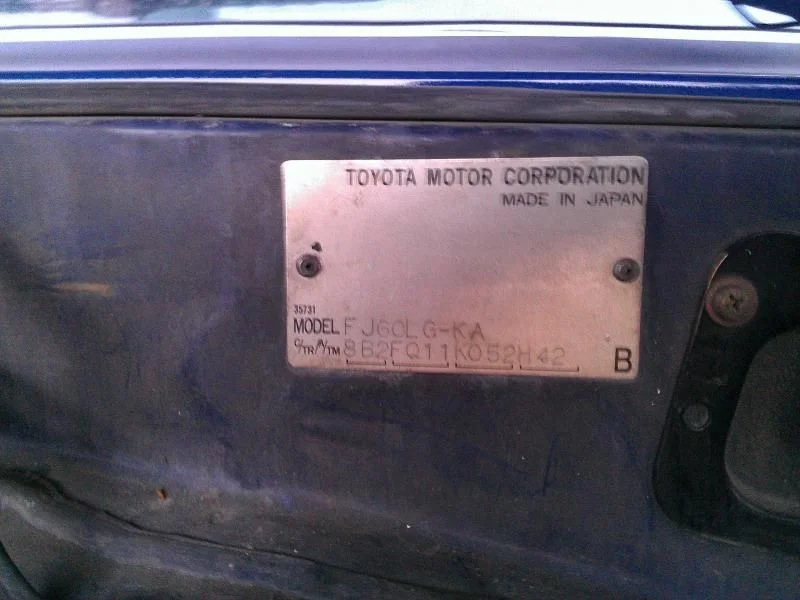 TOYOTA MOTOR CORPORATION
MADE IN JAPAN
35731
MODEL FJ60LG-KA
C/TR/A/TM 8B2FQ11K052H42
B